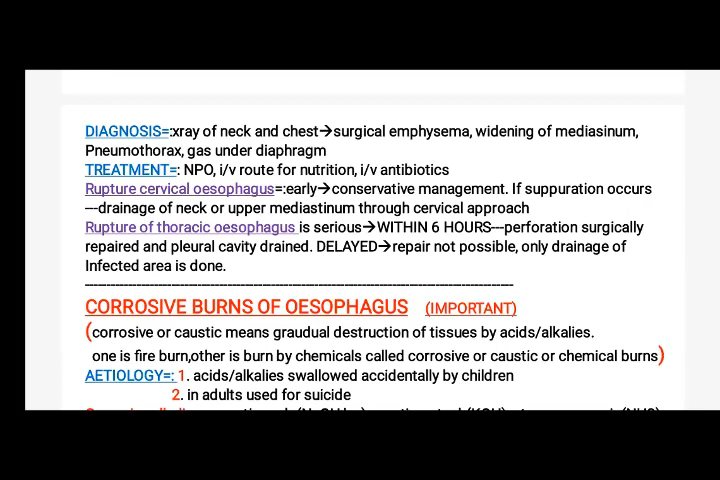 DIAGNOSIS=:xray of neck and chest→surgical emphysema, widening of mediasinum,
Pneumothorax, gas under diaphragm
TREATMENT=: NPO, i/v route for nutrition, i/v antibiotics
Rupture cervical oesophagus=:early→conservative management. If suppuration occurs
---drainage of neck or upper mediastinum through cervical approach
Rupture of thoracic oesophagus is serious→WITHIN 6 HOURS---perforation surgically
repaired and pleural cavity drained. DELAYED→repair not possible, only drainage of
Infected area is done.
CORROSIVE BURNS OF OESOPHAGUS (IMPORTANT)
(corrosive or caustic means graudual destruction of tissues by acids/alkalies.
one is fire burn,other is burn by chemicals called corrosive or caustic or chemical burns)
AETIOLOGY=: 1. acids/alkalies swallowed accidentally by children
2. in adults used for suicide